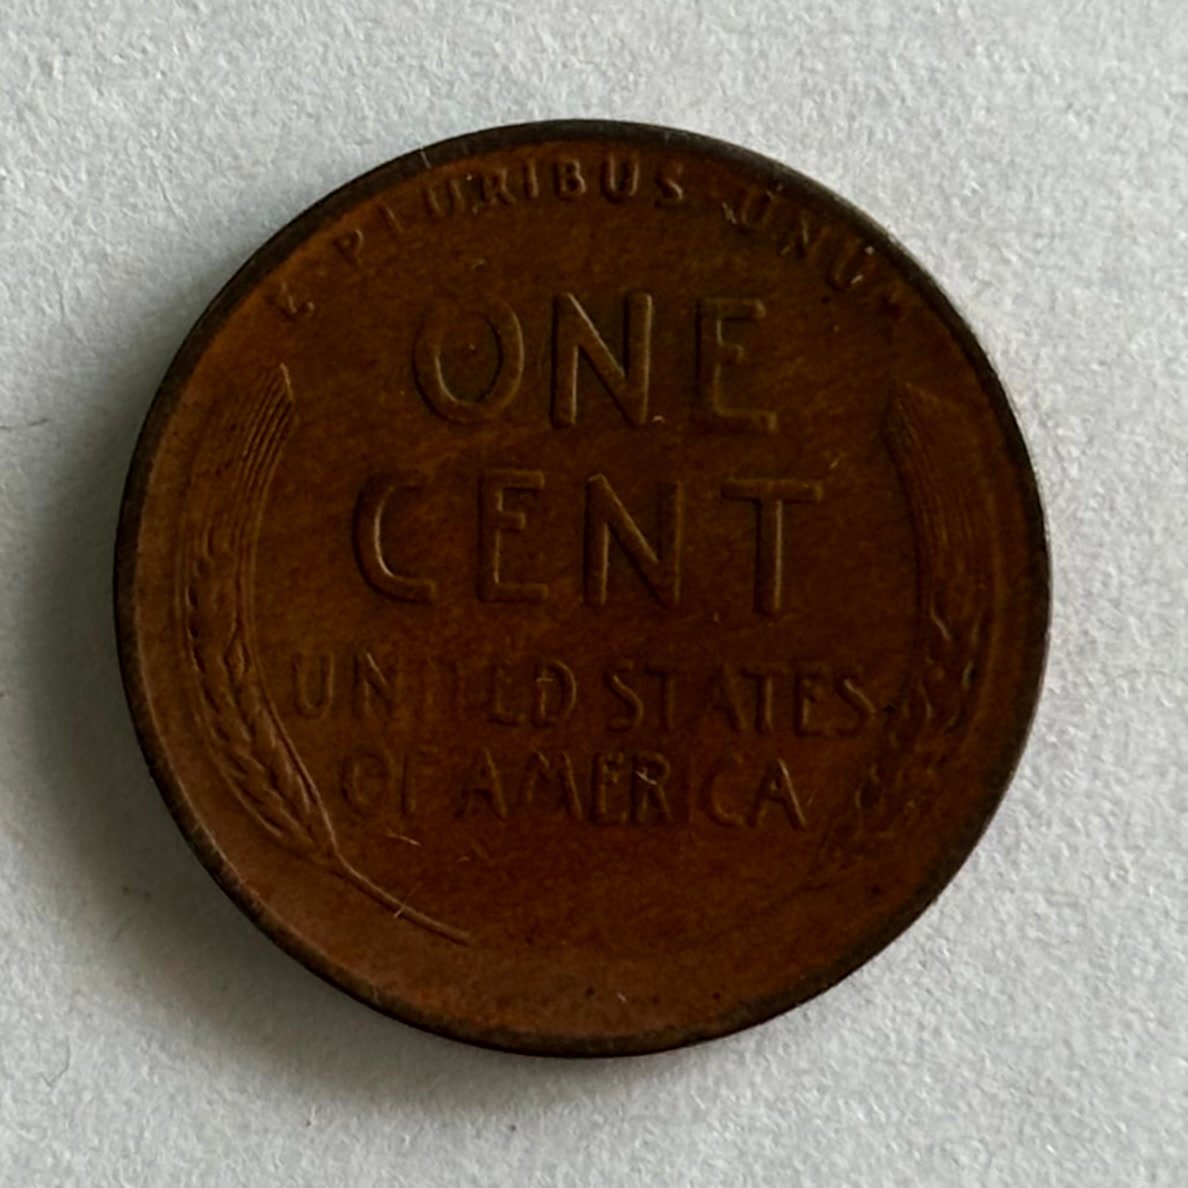 E PLURIBUS UNUM
ONE
CENT
UNITED STATES
OF AMERICA